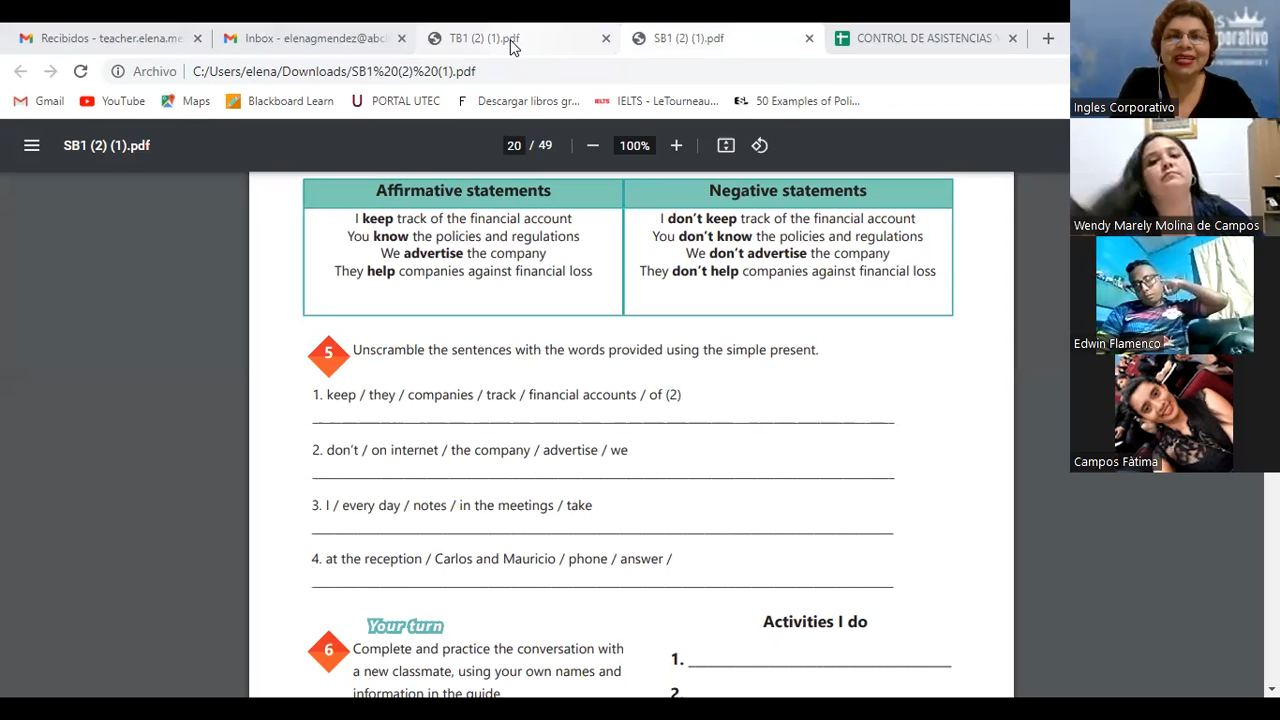 Recibidos - teacher.elena.me
Inbox - elenagmendez@abcl
TB1 (2) (1).pdf
SB1 (2) (1).pdf
CONTROL DE ASISTENCIAS
Archivo C:/Users/elena/Downloads/SB1%20(2)%20(1).pdf
Gmail
YouTube
Maps
Blackboard Learn
PORTAL UTEC
Descargar libros gr...
IELTS - LeTourneau...
50 Examples of Pol...
SB1 (2) (1).pdf
20 / 49
100%
Affirmative statements
I keep track of the financial account
You know the policies and regulations
We advertise the company
They help companies against financial loss
Negative statements
I don't keep track of the financial account
You don't know the policies and regulations
We don't advertise the company
They don't help companies against financial loss
5 Unscramble the sentences with the words provided using the simple present.
1. keep / they / companies / track / financial accounts / of (2)
2. don't / on internet / the company / advertise / we
3. I / every day / notes / in the meetings / take
4. at the reception / Carlos and Mauricio / phone / answer /
Your turn
6 Complete and practice the conversation with
a new classmate, using your own names and
information in the guide
Activities I do
1.
2
Ingles Corporativo
Wendy Marely Molina de Campos
Edwin Flamenco
Campos Fàtima